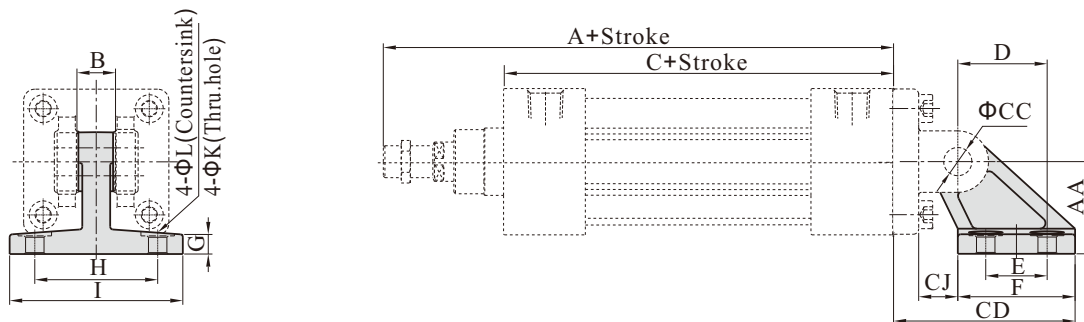 B
4-ΦL(Countersink)
4-ΦK(Thru.hole)
G
H
I
A+Stroke
C+Stroke
D
ΦCC
AA
E
CJ
F
CD